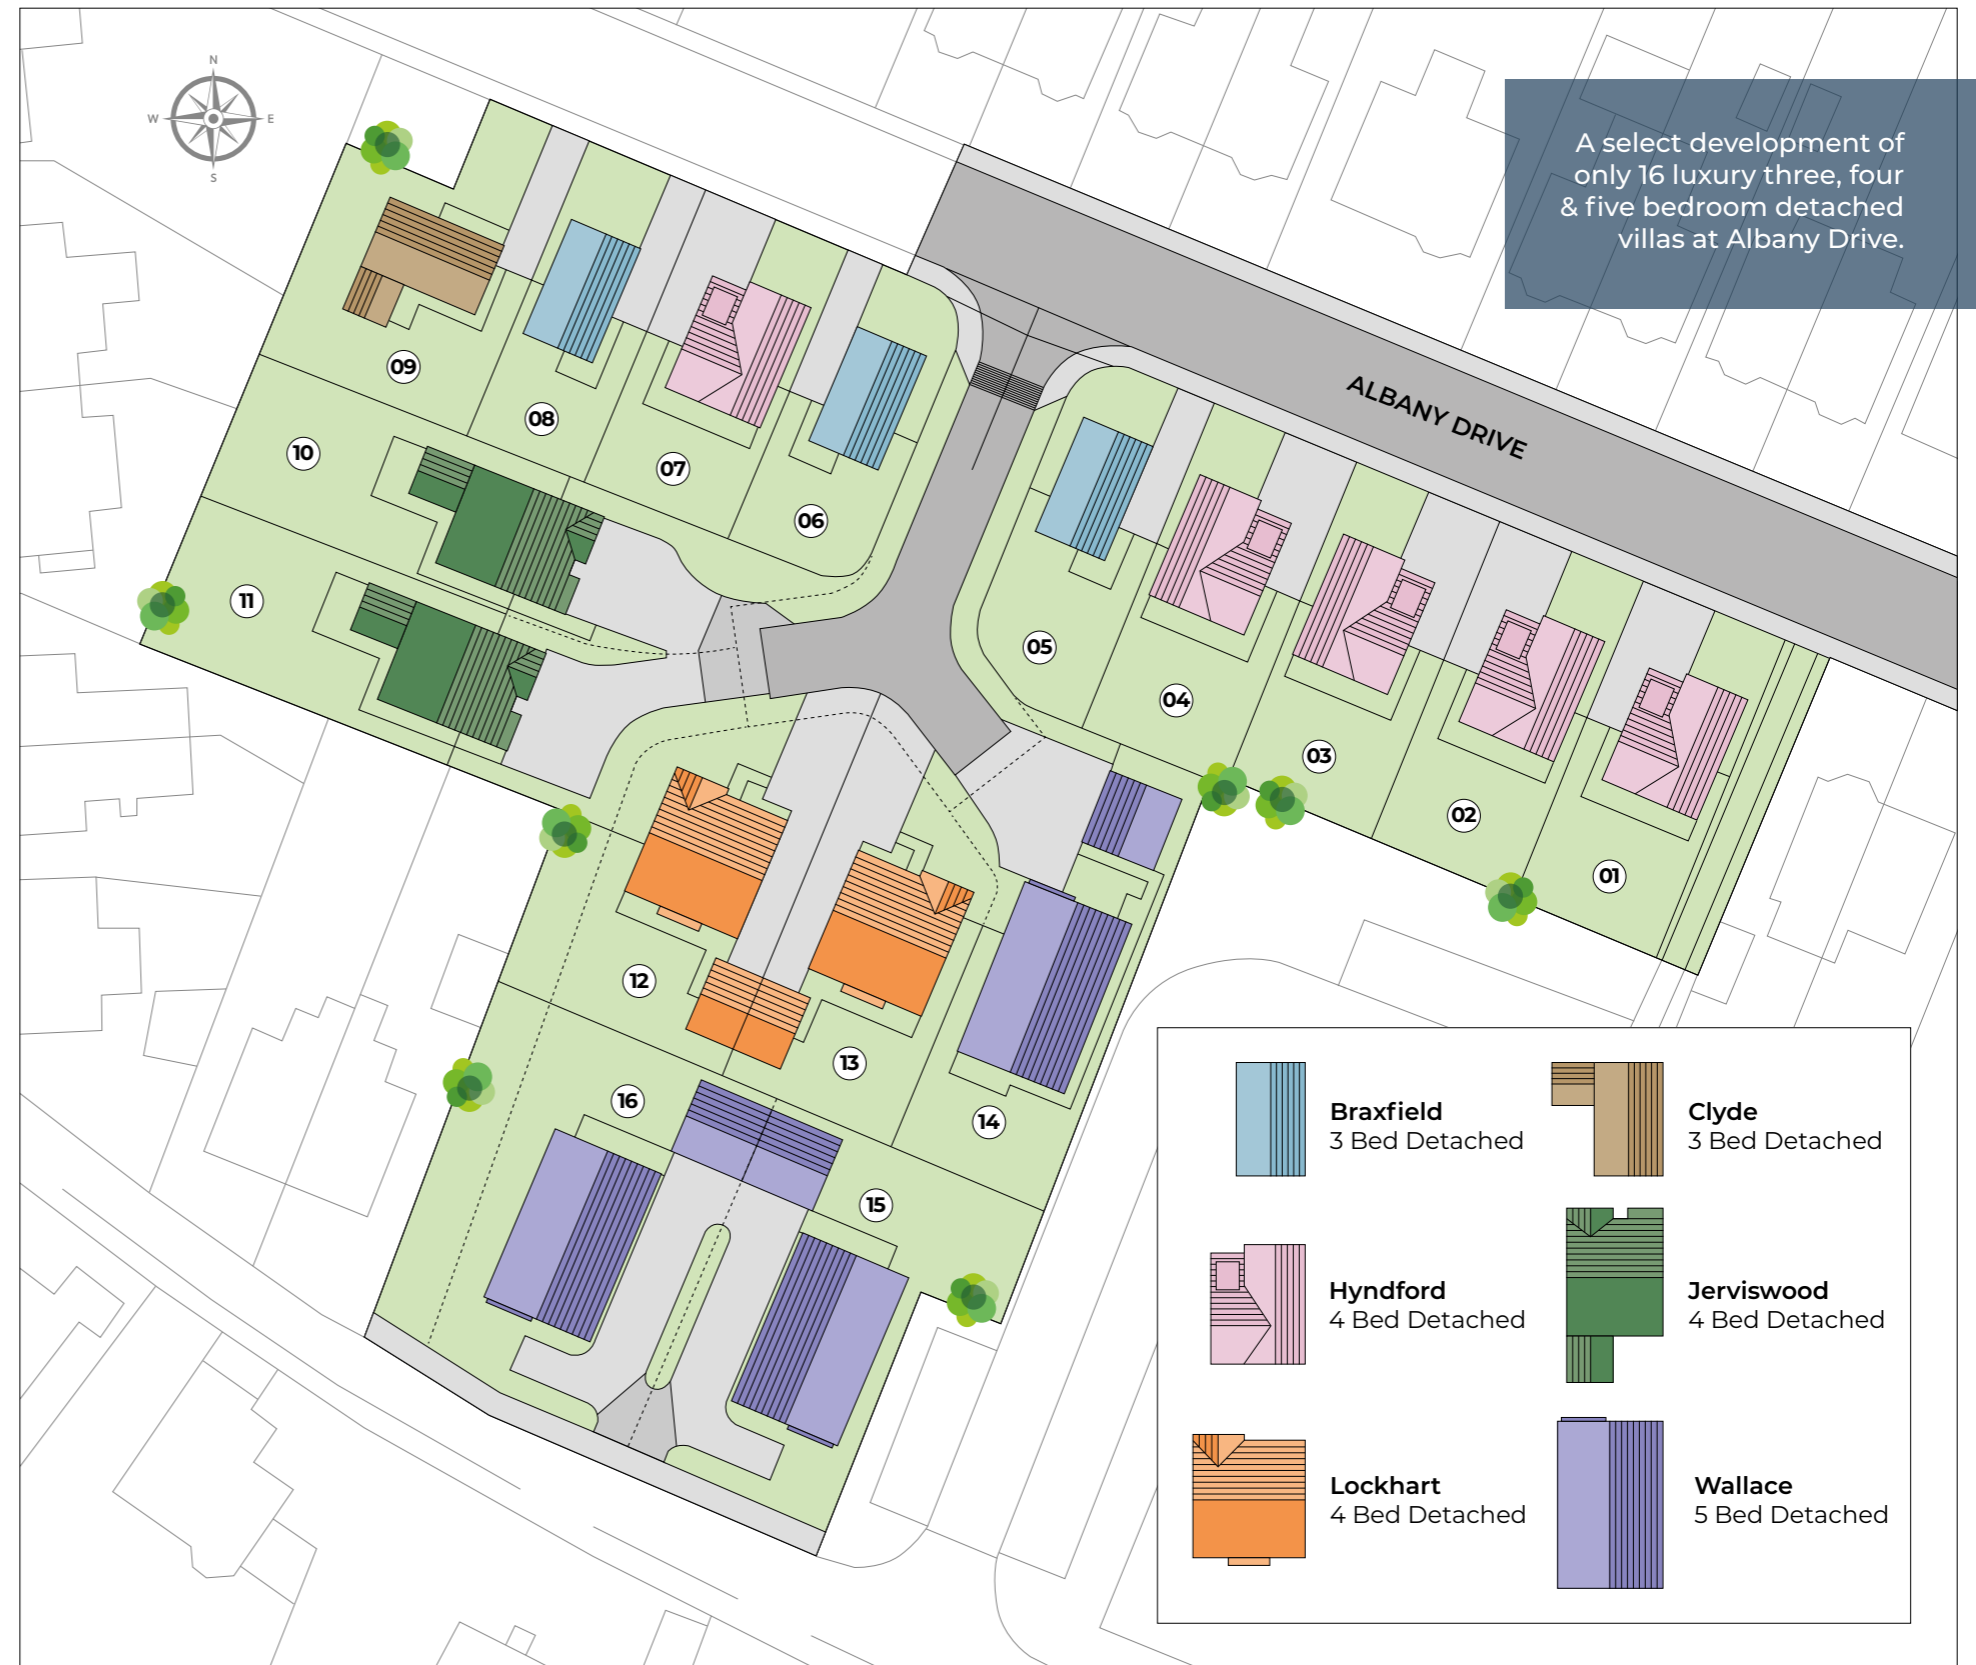 N
W
E
S
A select development of
only 16 luxury three, four
& five bedroom detached
villas at Albany Drive.
ALBANY DRIVE
09
08
07
06
10
11
05
04
03
02
01
12
13
14
16
15
Braxfield
3 Bed Detached
Clyde
3 Bed Detached
Hyndford
4 Bed Detached
Jerviswood
4 Bed Detached
Lockhart
4 Bed Detached
Wallace
5 Bed Detached